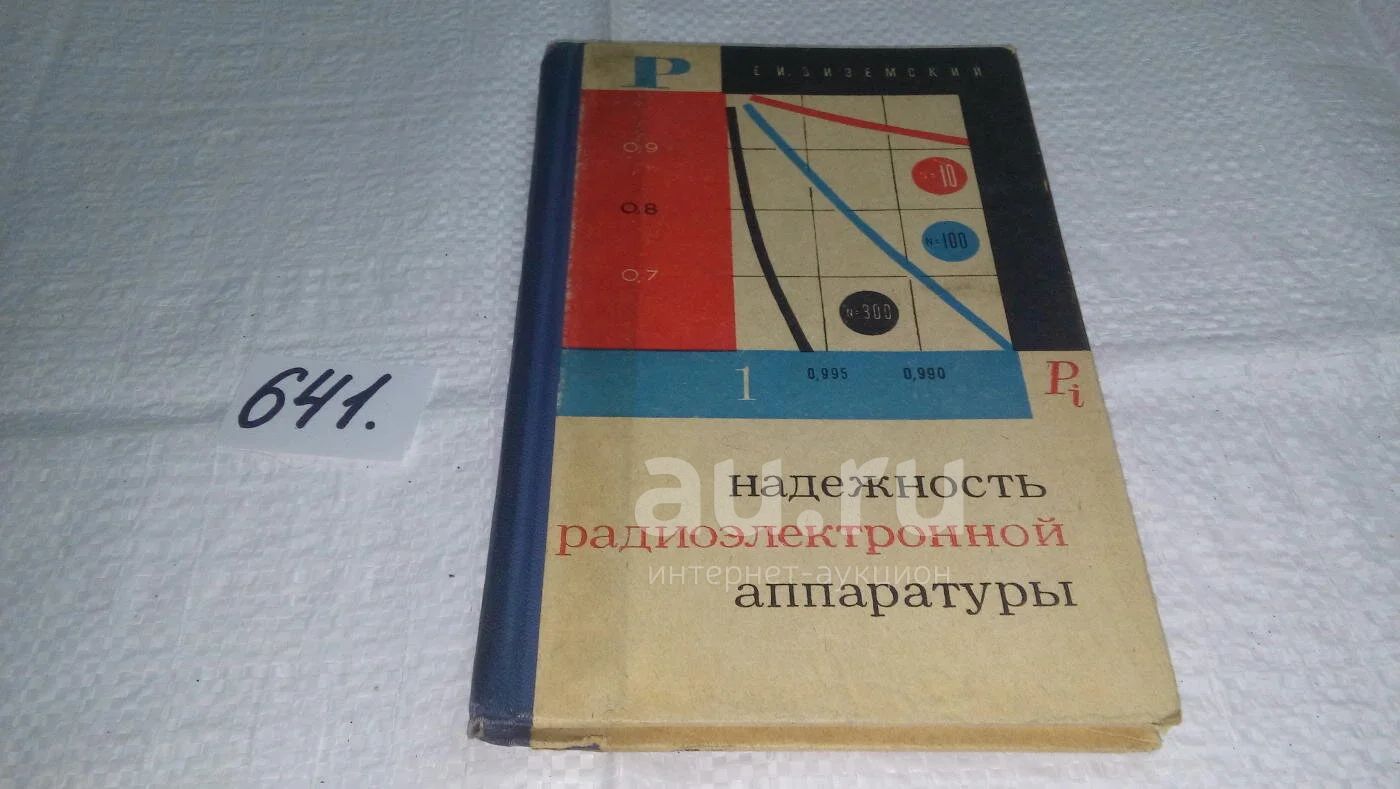 P
Е И. ЗИЗЕМСКИЙ
0,9
0,8
0,7
N=10
N=100
N=300
1 0,995 0,990
Pi
641.
au.ru
надежность
радиоэлектронной
интернет-аукцион
аппаратуры